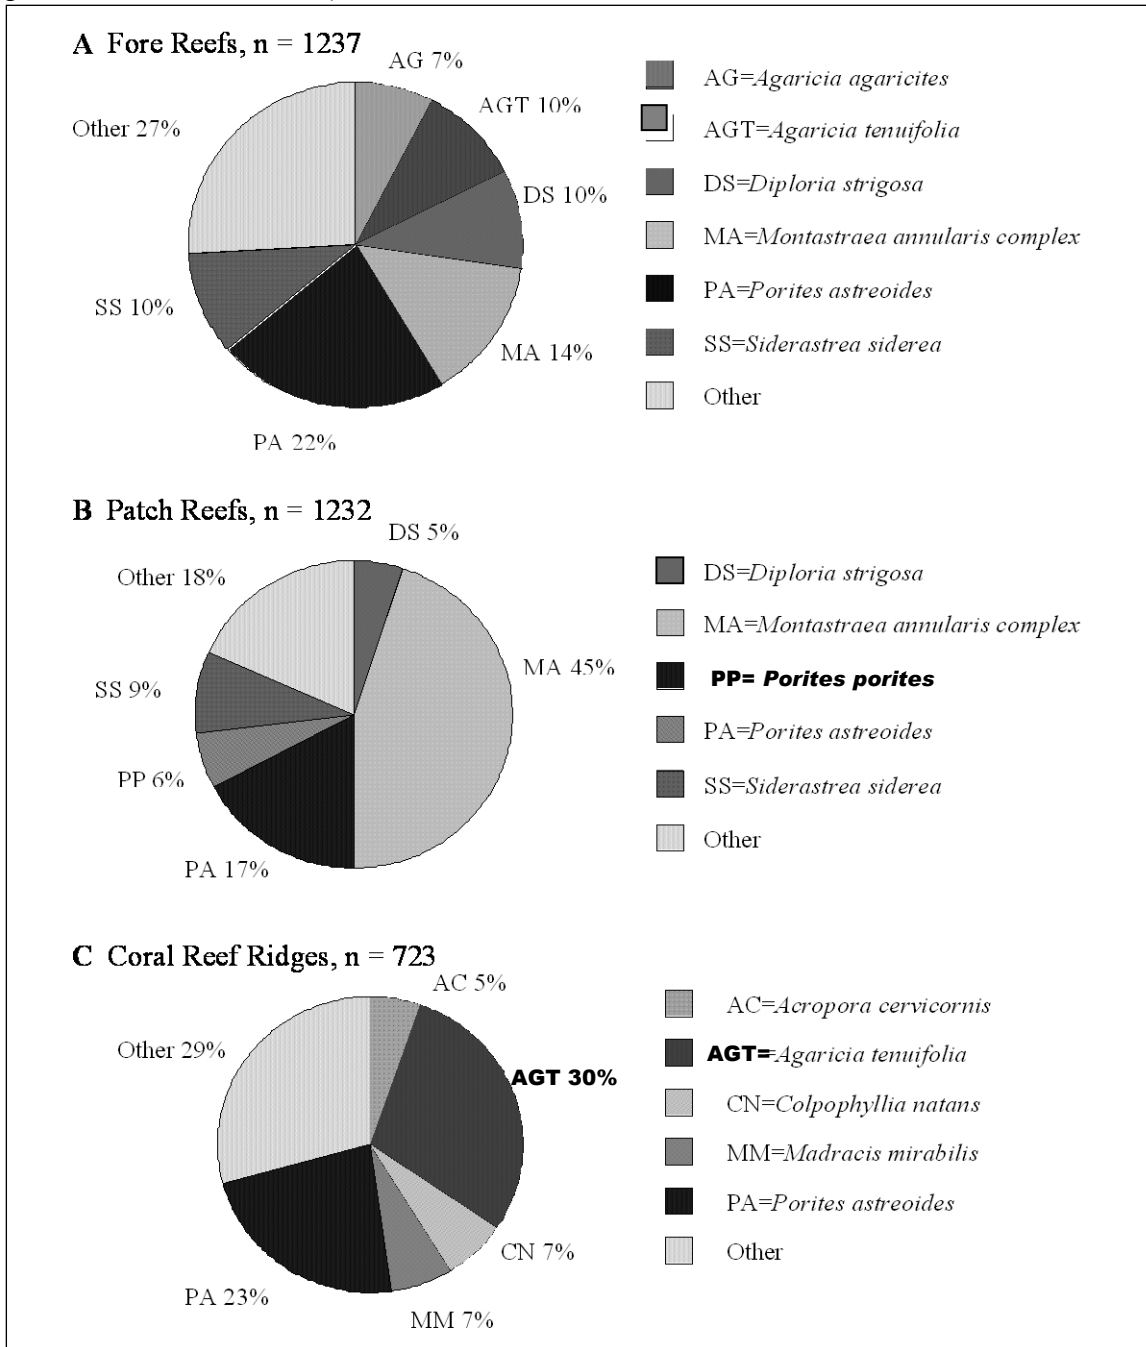 A Fore Reefs, n = 1237
AG 7%
AGT 10%
DS 10%
MA 14%
PA 22%
SS 10%
Other 27%
AG=Agaricia agaricites
AGT=Agaricia tenuifolia
DS=Diploria strigosa
MA=Montastraea annularis complex
PA=Porites astreoides
SS=Siderastrea siderea
Other
B Patch Reefs, n = 1232
DS 5%
MA 45%
PA 17%
PP 6%
SS 9%
Other 18%
DS=Diploria strigosa
MA=Montastraea annularis complex
PP= Porites porites
PA=Porites astreoides
SS=Siderastrea siderea
Other
C Coral Reef Ridges, n = 723
AC 5%
AGT 30%
CN 7%
MM 7%
PA 23%
Other 29%
AC=Acropora cervicornis
AGT=Agaricia tenuifolia
CN=Colpophyllia natans
MM=Madracis mirabilis
PA=Porites astreoides
Other